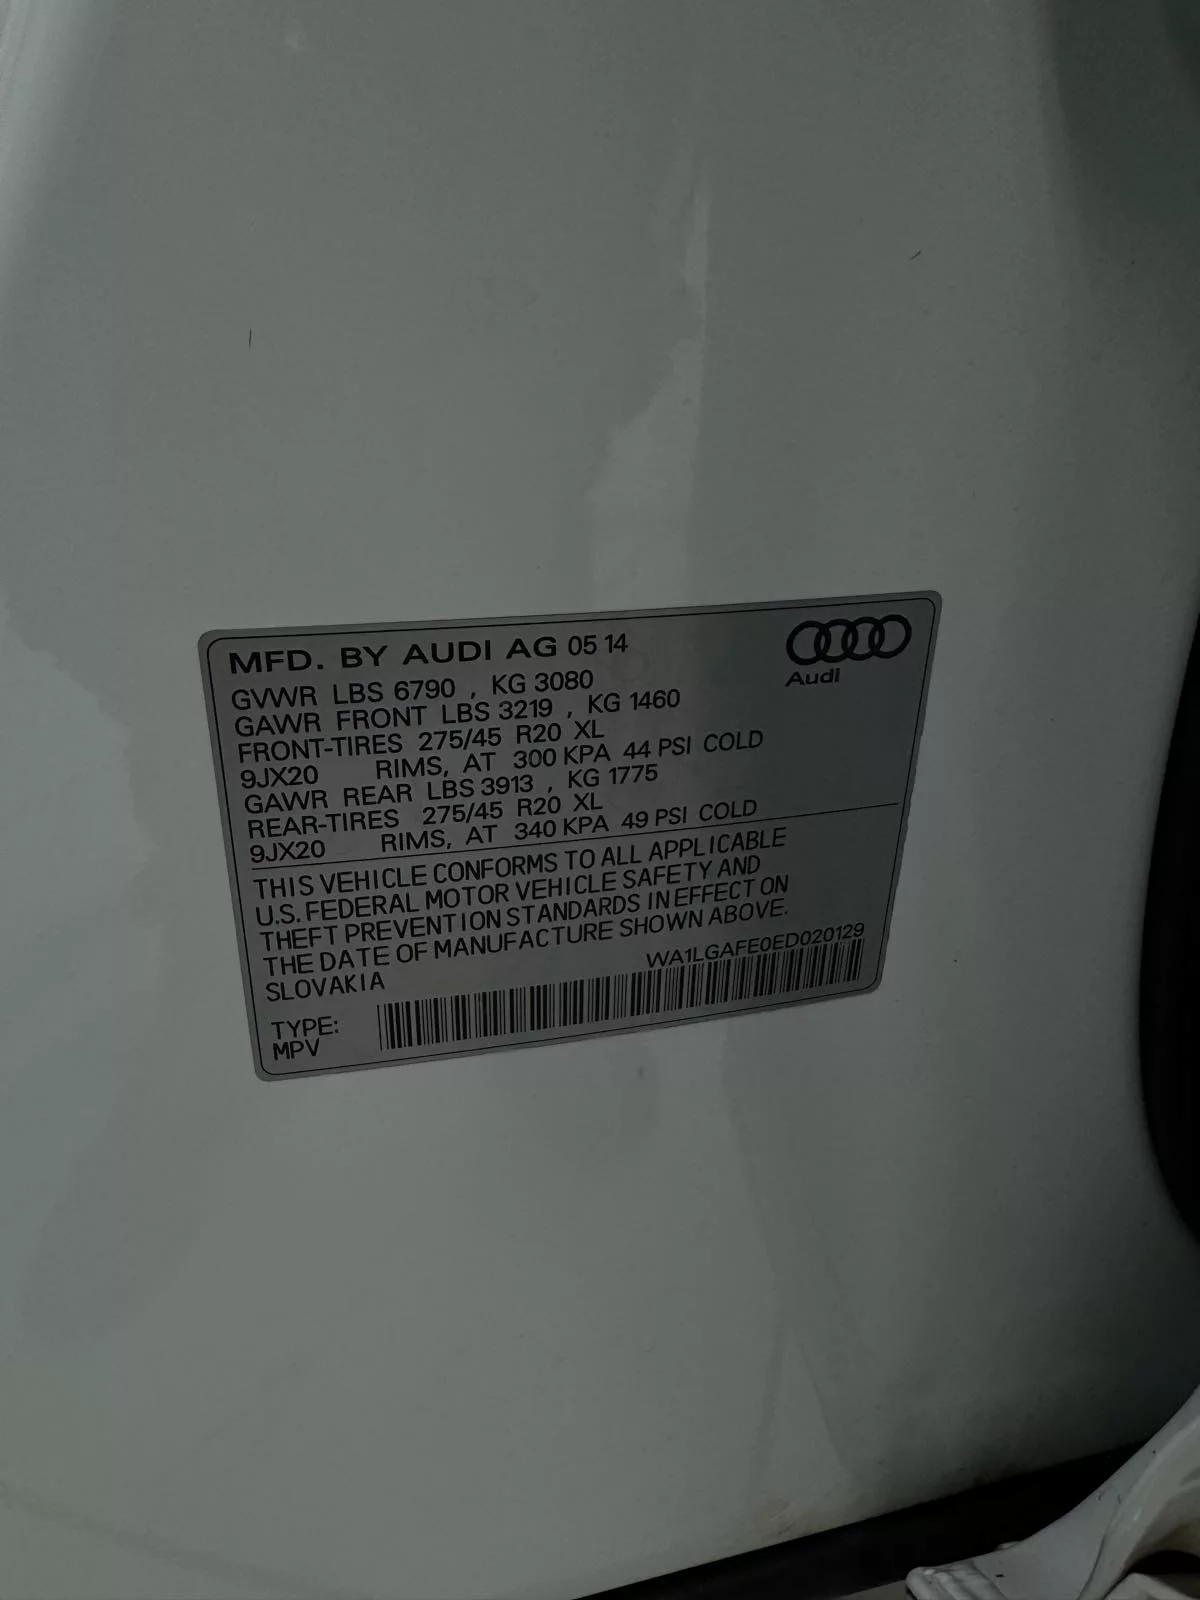 MFD. BY AUDI AG 05 14
Audi
GVWR LBS 6790 , KG 3080
GAWR FRONT LBS 3219 , KG 1460
FRONT-TIRES 275/45 R20 XL
9JX20 RIMS, AT 300 KPA 44 PSI COLD
GAWR REAR LBS 3913 , KG 1775
REAR-TIRES 275/45 R20 XL
9JX20 RIMS, AT 340 KPA 49 PSI COLD
THIS VEHICLE CONFORMS TO ALL APPLICABLE
U.S. FEDERAL MOTOR VEHICLE SAFETY AND
THEFT PREVENTION STANDARDS IN EFFECT ON
THE DATE OF MANUFACTURE SHOWN ABOVE.
SLOVAKIA
WA1LGAFE0ED020129
TYPE:
MPV